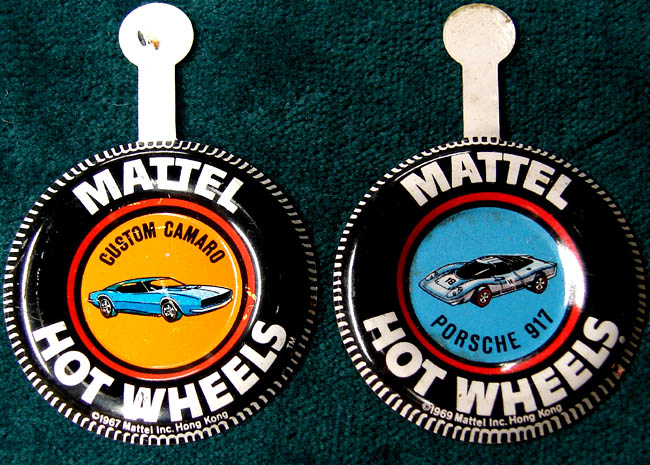 MATTEL
CUSTOM CAMARO
HOT WHEELS™
©1967 Mattel Inc. Hong Kong
MATTEL
PORSCHE 917
HOT WHEELS
©1969 Mattel Inc. Hong Kong